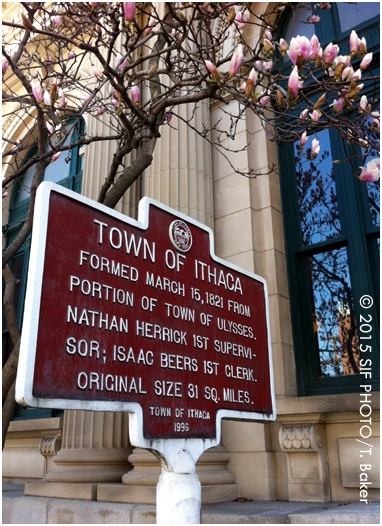 TOWN OF ITHACA
FORMED MARCH 15, 1821 FROM
PORTION OF TOWN OF ULYSSES.
NATHAN HERRICK 1ST SUPERVI-
SOR; ISAAC BEERS 1ST CLERK.
ORIGINAL SIZE 31 SQ. MILES.
TOWN OF ITHACA
1996
© 2015 SIF PHOTO/T. Baker